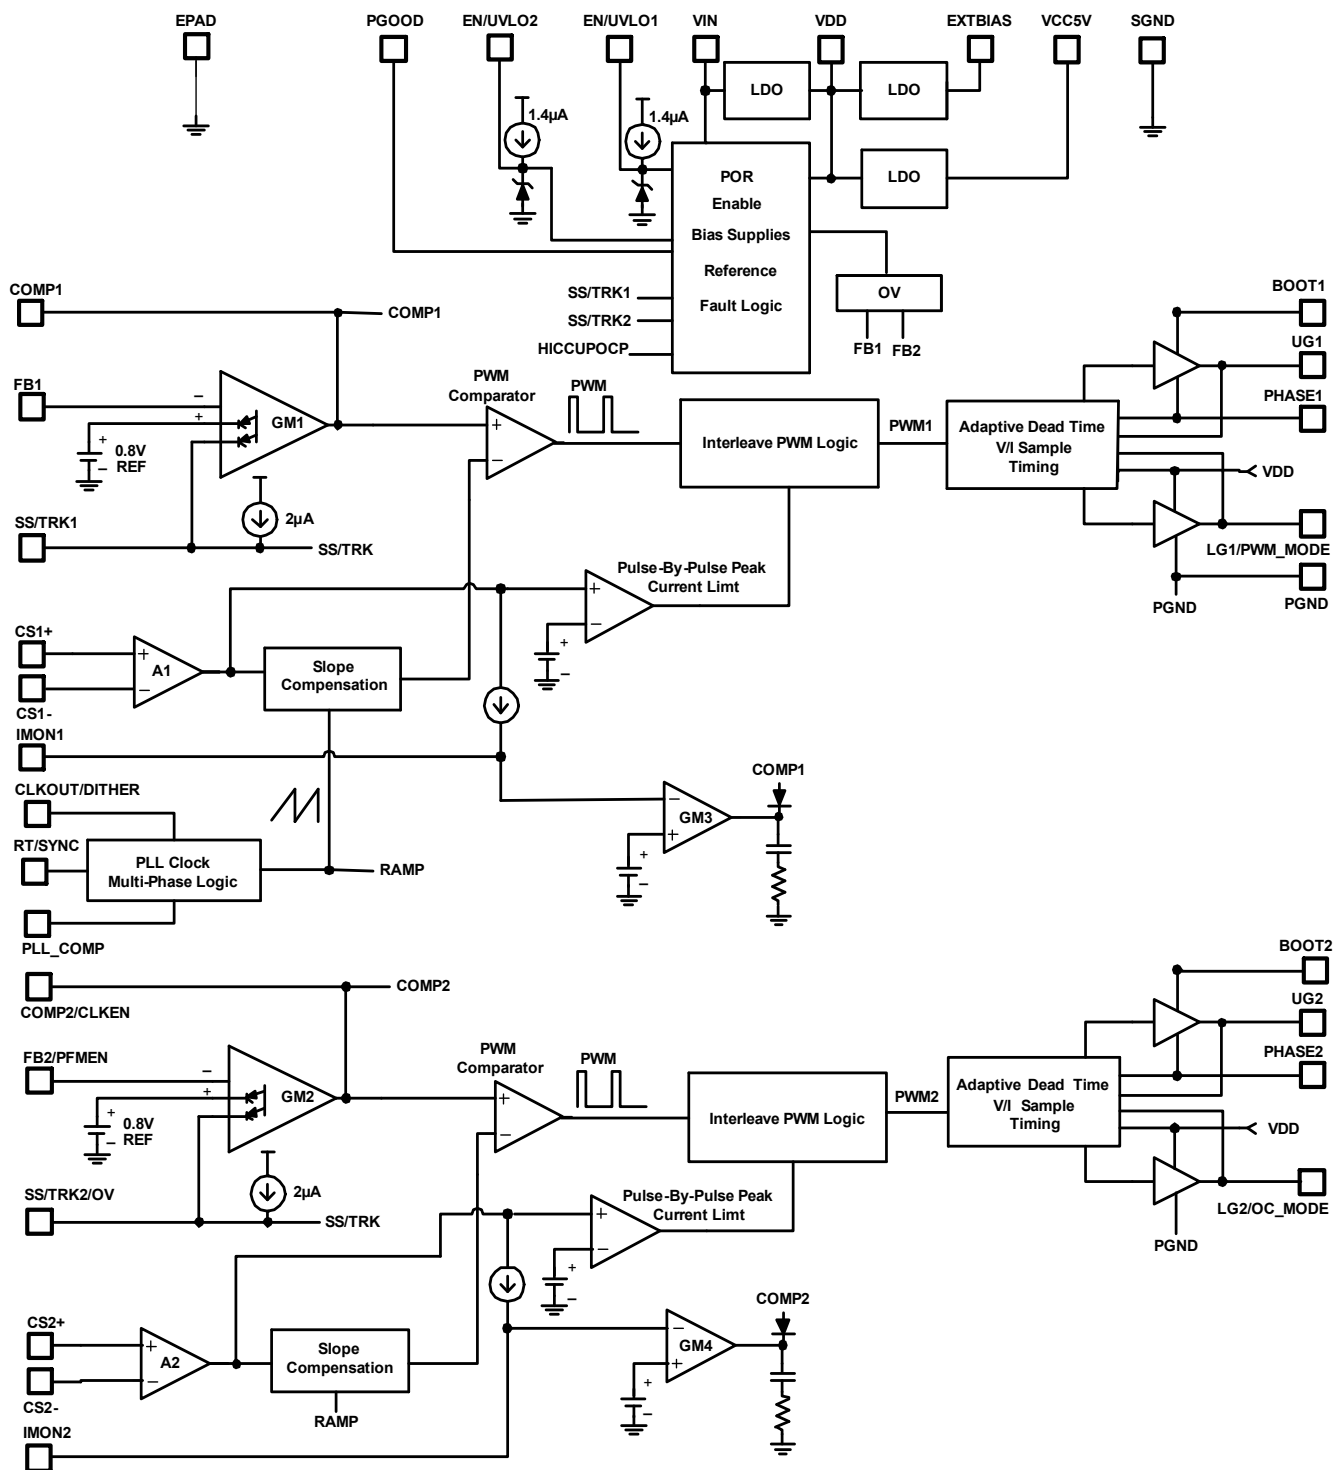 EPAD
PGOOD
EN/UVLO2
EN/UVLO1
VIN
VDD
EXTBIAS
VCC5V
SGND
LDO
LDO
1.4µA
1.4µA
LDO
POR
Enable
Bias Supplies
Reference
Fault Logic
OV
FB1
FB2
SS/TRK1
SS/TRK2
HICCUPOCP
COMP1
COMP1
FB1
−
+
GM1
+
−
0.8V
REF
2µA
SS/TRK1
SS/TRK
PWM
Comparator
+
−
PWM
Interleave PWM Logic
PWM1
Adaptive Dead Time
V/I Sample
Timing
BOOT1
UG1
PHASE1
VDD
LG1/PWM_MODE
PGND
PGND
Pulse-By-Pulse Peak
Current Limt
+
−
+
−
CS1+
+
−
A1
CS1-
Slope
Compensation
IMON1
CLKOUT/DITHER
RT/SYNC
PLL Clock
Multi-Phase Logic
RAMP
PLL_COMP
COMP1
−
+
GM3
+
−
COMP2/CLKEN
COMP2
FB2/PFMEN
−
+
GM2
+
−
0.8V
REF
2µA
SS/TRK2/OV
SS/TRK
PWM
Comparator
+
−
PWM
Interleave PWM Logic
PWM2
Adaptive Dead Time
V/I Sample
Timing
BOOT2
UG2
PHASE2
VDD
LG2/OC_MODE
PGND
Pulse-By-Pulse Peak
Current Limt
+
−
+
−
CS2+
+
−
A2
CS2-
Slope
Compensation
RAMP
IMON2
COMP2
−
+
GM4
+
−